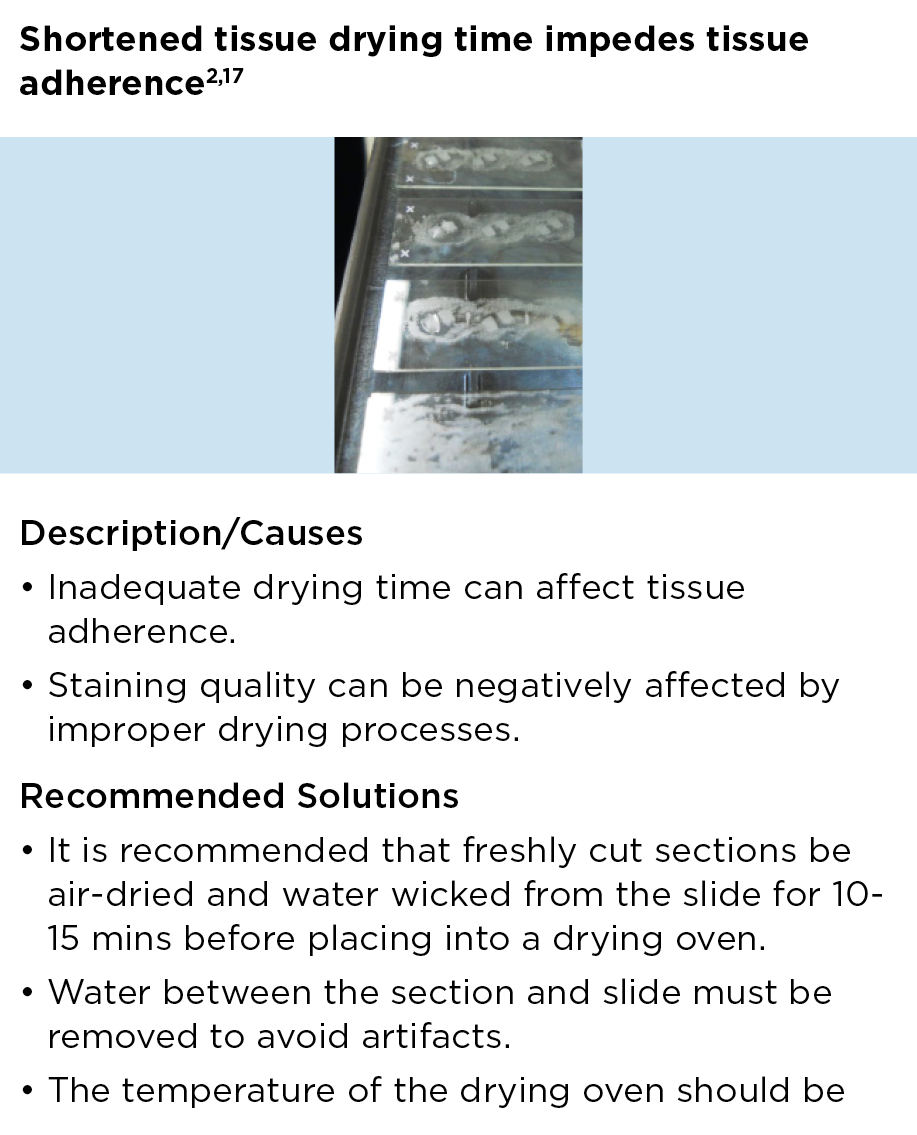 Shortened tissue drying time impedes tissue
adherence2,17
Description/Causes
• Inadequate drying time can affect tissue
adherence.
• Staining quality can be negatively affected by
improper drying processes.
Recommended Solutions
• It is recommended that freshly cut sections be
air-dried and water wicked from the slide for 10-
15 mins before placing into a drying oven.
• Water between the section and slide must be
removed to avoid artifacts.
• The temperature of the drying oven should be